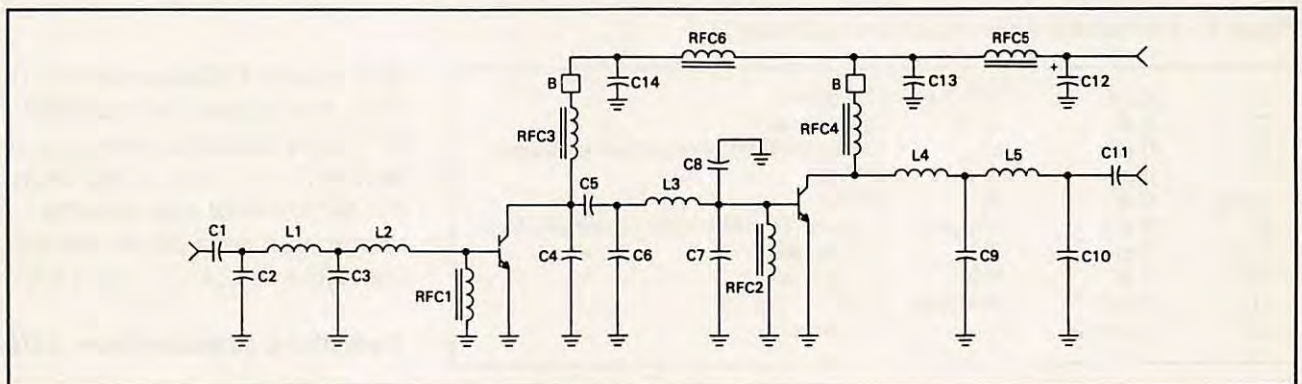 RFC6 RFC5
B C14 B C13 + C12
RFC3 RFC4
C8 L4 L5 C11
C5 L3
C1 L1 L2
C4 C6 C7 C9 C10
C2 C3 RFC2
RFC1